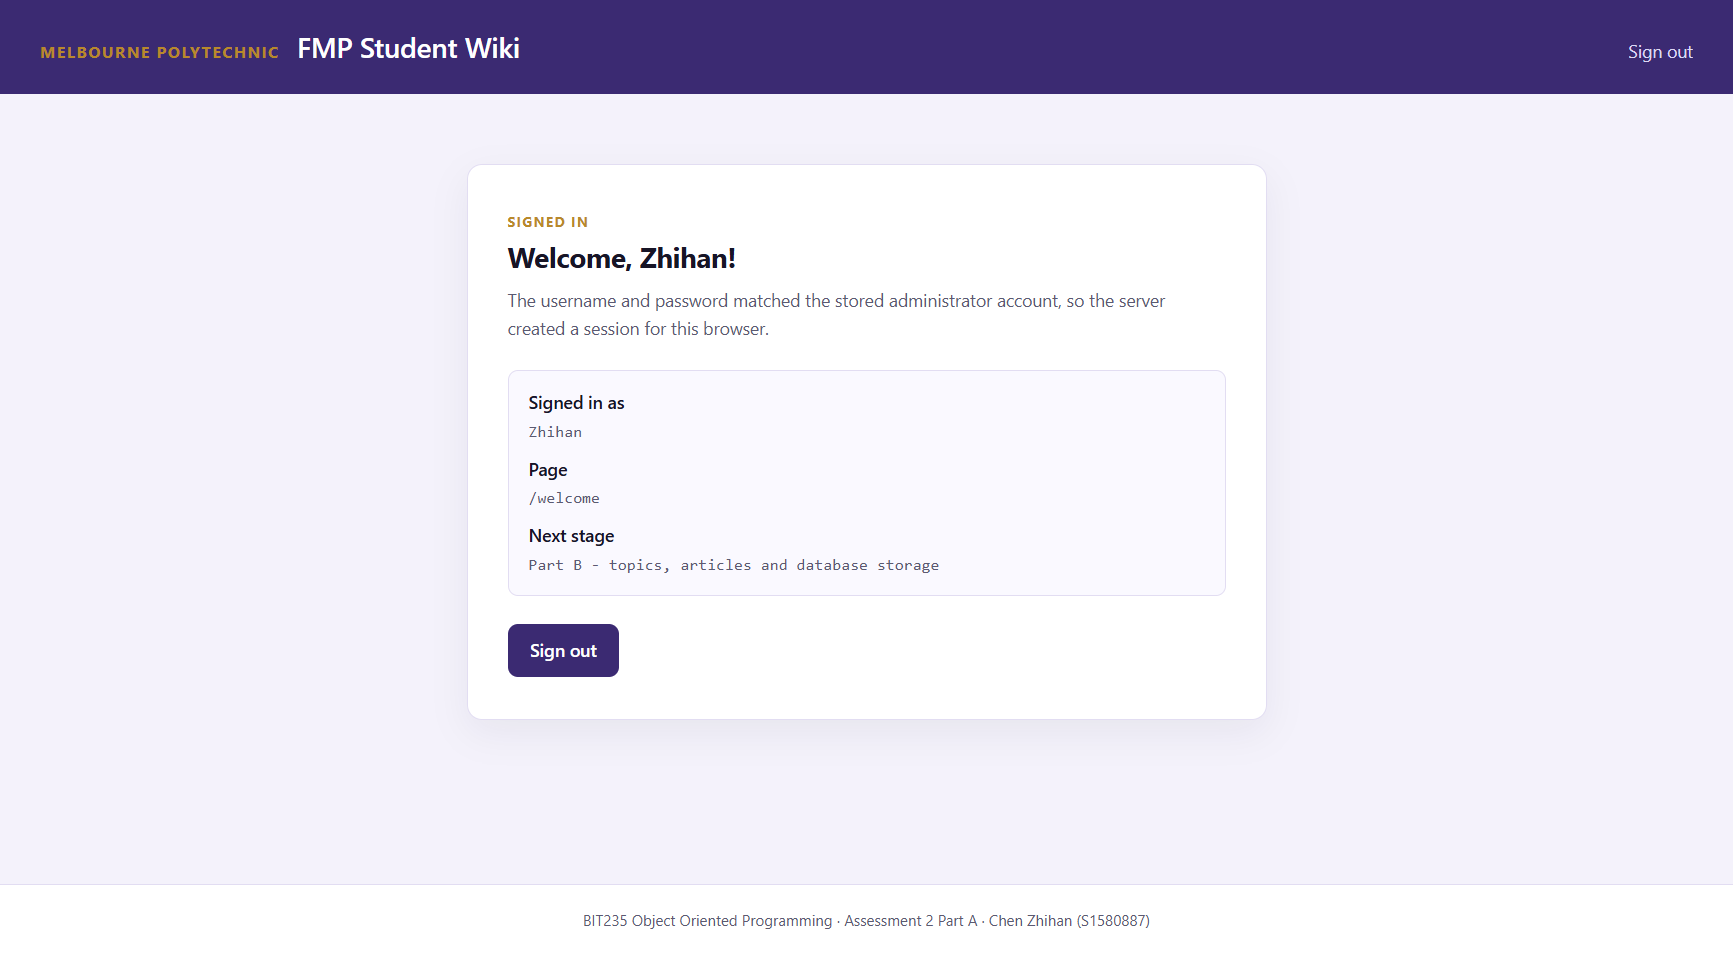 MELBOURNE POLYTECHNIC FMP Student Wiki
Sign out
SIGNED IN
Welcome, Zhihan!
The username and password matched the stored administrator account, so the server
created a session for this browser.
Signed in as
Zhihan
Page
/welcome
Next stage
Part B - topics, articles and database storage
Sign out
BIT235 Object Oriented Programming · Assessment 2 Part A · Chen Zhihan (S1580887)